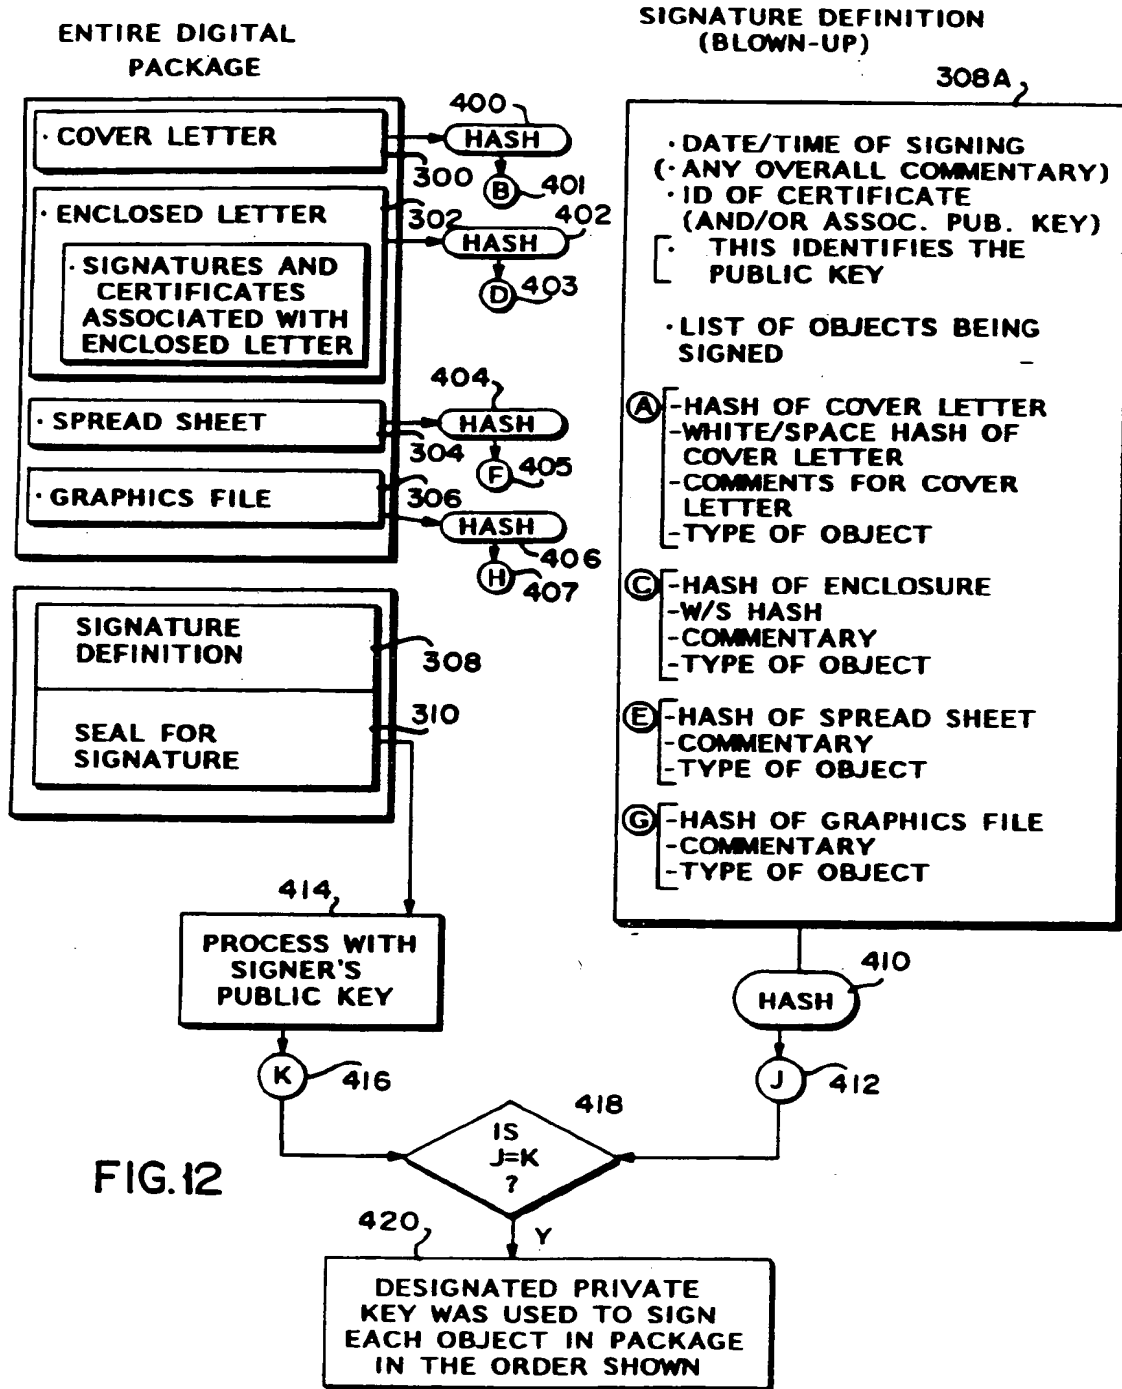 ENTIRE DIGITAL
PACKAGE
· COVER LETTER
300
400
HASH
B
401
· ENCLOSED LETTER
302
402
HASH
D
403
· SIGNATURES AND
CERTIFICATES
ASSOCIATED WITH
ENCLOSED LETTER
404
· SPREAD SHEET
304
HASH
F
405
· GRAPHICS FILE
306
HASH
406
H
407
SIGNATURE
DEFINITION
308
310
SEAL FOR
SIGNATURE
SIGNATURE DEFINITION
(BLOWN-UP)
308A
· DATE/TIME OF SIGNING
(· ANY OVERALL COMMENTARY)
· ID OF CERTIFICATE
(AND/OR ASSOC. PUB. KEY)
· THIS IDENTIFIES THE
PUBLIC KEY
· LIST OF OBJECTS BEING
SIGNED
A
-HASH OF COVER LETTER
-WHITE/SPACE HASH OF
COVER LETTER
-COMMENTS FOR COVER
LETTER
-TYPE OF OBJECT
C
-HASH OF ENCLOSURE
-W/S HASH
-COMMENTARY
-TYPE OF OBJECT
E
-HASH OF SPREAD SHEET
-COMMENTARY
-TYPE OF OBJECT
G
-HASH OF GRAPHICS FILE
-COMMENTARY
-TYPE OF OBJECT
414
PROCESS WITH
SIGNER'S
PUBLIC KEY
410
HASH
K
416
J
412
418
IS
J=K
?
FIG.12
420
Y
DESIGNATED PRIVATE
KEY WAS USED TO SIGN
EACH OBJECT IN PACKAGE
IN THE ORDER SHOWN